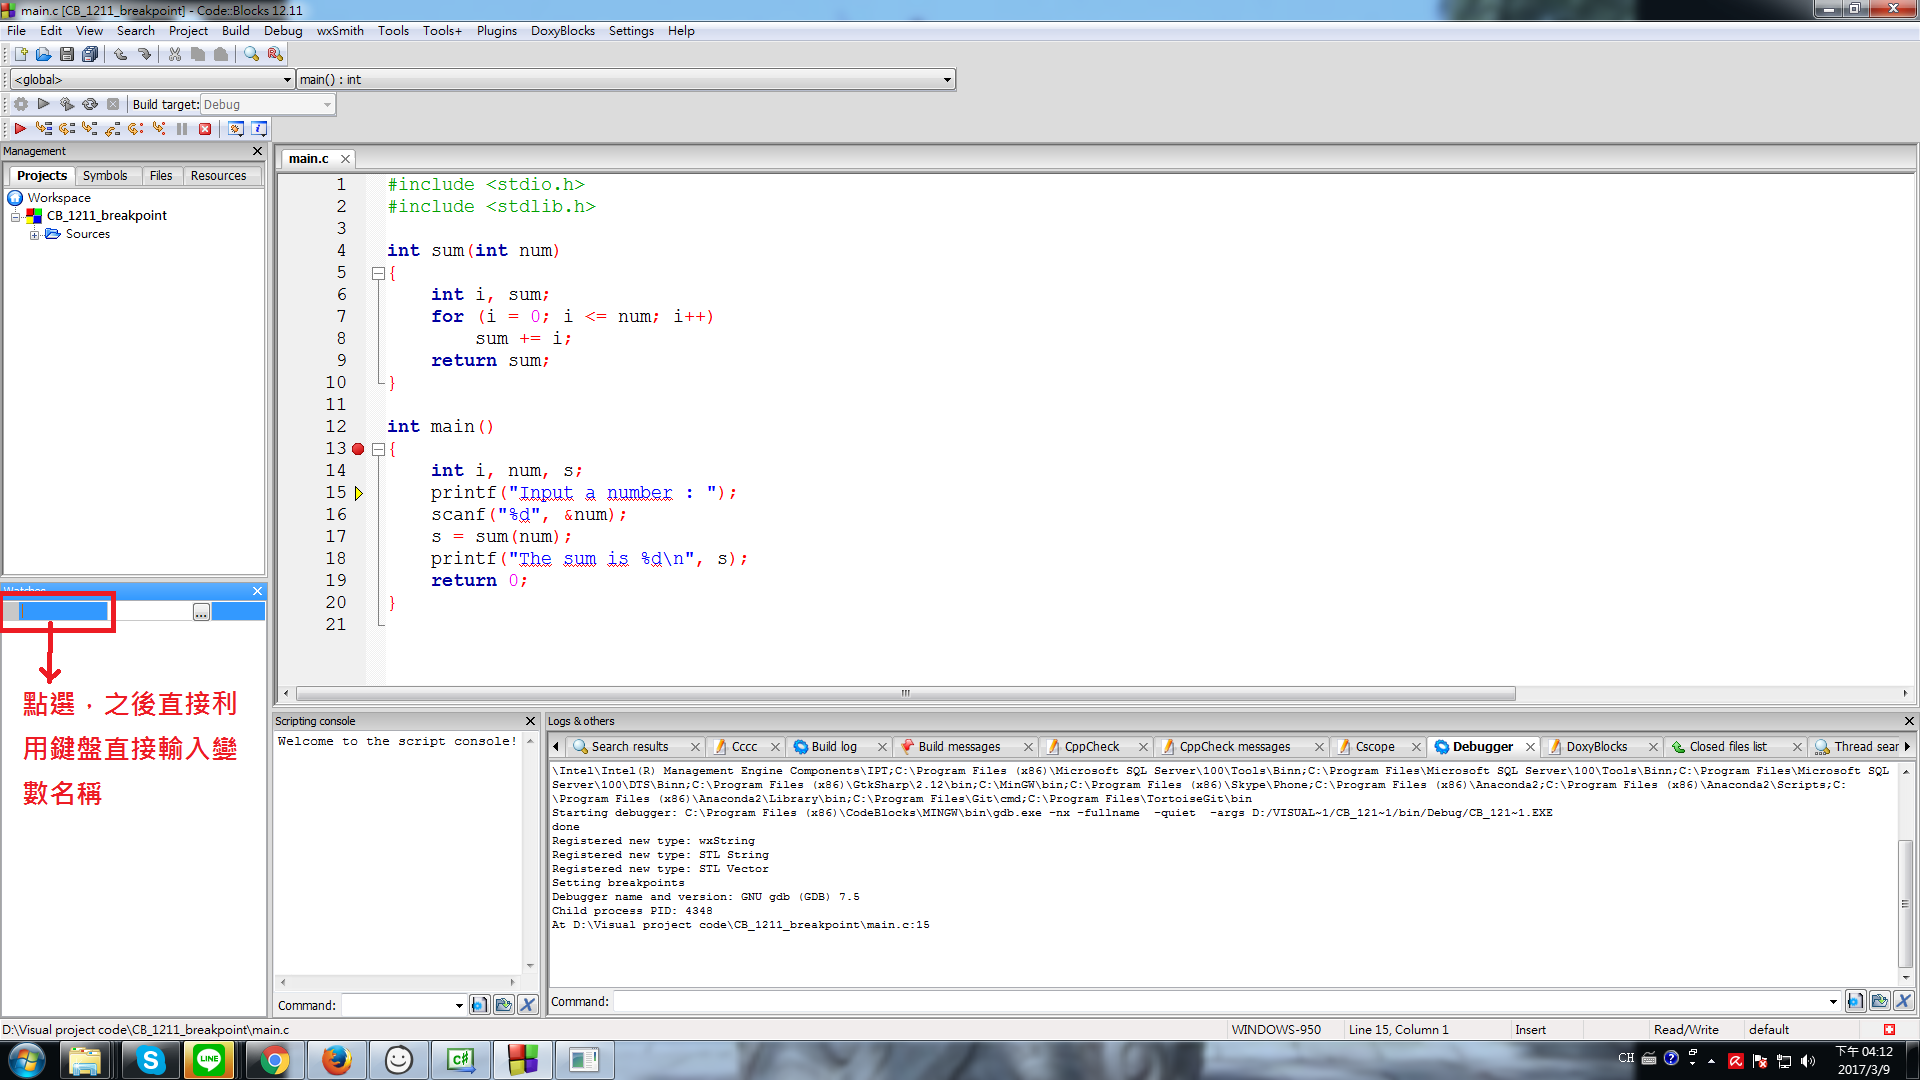 main.c [CB_1211_breakpoint] - Code::Blocks 12.11
File Edit View Search Project Build Debug wxSmith Tools Tools+ Plugins DoxyBlocks Settings Help
<global> main() : int
Build target: Debug
Management
Projects Symbols Files Resources
Workspace
CB_1211_breakpoint
Sources
main.c
1 #include <stdio.h>
2 #include <stdlib.h>
3
4 int sum(int num)
5 {
6 int i, sum;
7 for (i = 0; i <= num; i++)
8 sum += i;
9 return sum;
10 }
11
12 int main()
13 {
14 int i, num, s;
15 printf("Input a number : ");
16 scanf("%d", &num);
17 s = sum(num);
18 printf("The sum is %d\n", s);
19 return 0;
20 }
21
Watches
...
點選，之後直接利
用鍵盤直接輸入變
數名稱
Scripting console
Welcome to the script console!
Command:
Logs & others
Search results Cccc Build log Build messages CppCheck CppCheck messages Cscope Debugger DoxyBlocks Closed files list Thread sear
\Intel\Intel(R) Management Engine Components\IPT;C:\Program Files (x86)\Microsoft SQL Server\100\Tools\Binn;C:\Program Files\Microsoft SQL Server\100\Tools\Binn;C:\Program Files\Microsoft SQL
Server\100\DTS\Binn;C:\Program Files (x86)\GtkSharp\2.12\bin;C:\MinGW\bin;C:\Program Files (x86)\Skype\Phone;C:\Program Files (x86)\Anaconda2;C:\Program Files (x86)\Anaconda2\Scripts;C:
\Program Files (x86)\Anaconda2\Library\bin;C:\Program Files\Git\cmd;C:\Program Files\TortoiseGit\bin
Starting debugger: C:\Program Files (x86)\CodeBlocks\MINGW\bin\gdb.exe -nx -fullname  -quiet  -args D:/VISUAL~1/CB_121~1/bin/Debug/CB_121~1.EXE
done
Registered new type: wxString
Registered new type: STL String
Registered new type: STL Vector
Setting breakpoints
Debugger name and version: GNU gdb (GDB) 7.5
Child process PID: 4348
At D:\Visual project code\CB_1211_breakpoint\main.c:15
Command:
D:\Visual project code\CB_1211_breakpoint\main.c WINDOWS-950 Line 15, Column 1 Insert Read/Write default
LINE
C#
CH
下午 04:12
2017/3/9